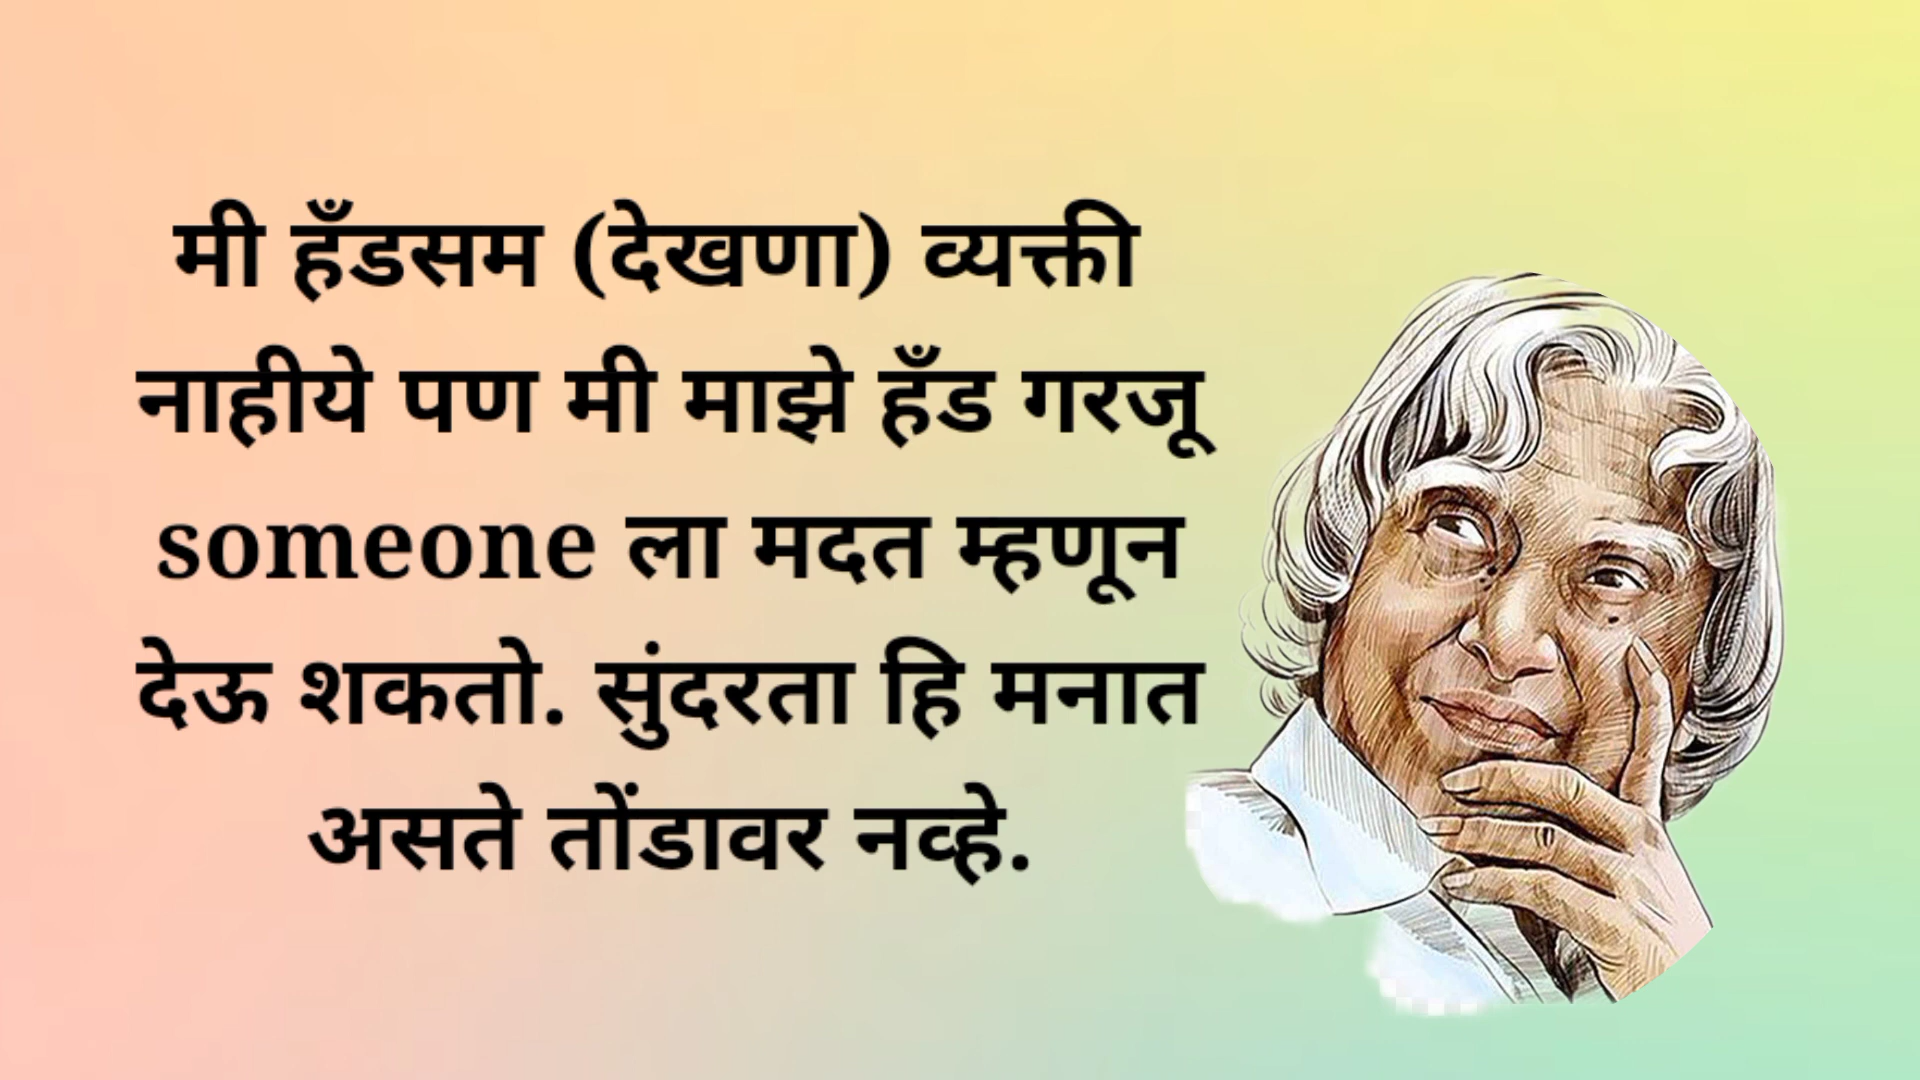 मी हँडसम (देखणा) व्यक्ती
नाहीये पण मी माझे हँड गरजू
someone ला मदत म्हणून
देऊ शकतो. सुंदरता हि मनात
असते तोंडावर नव्हे.